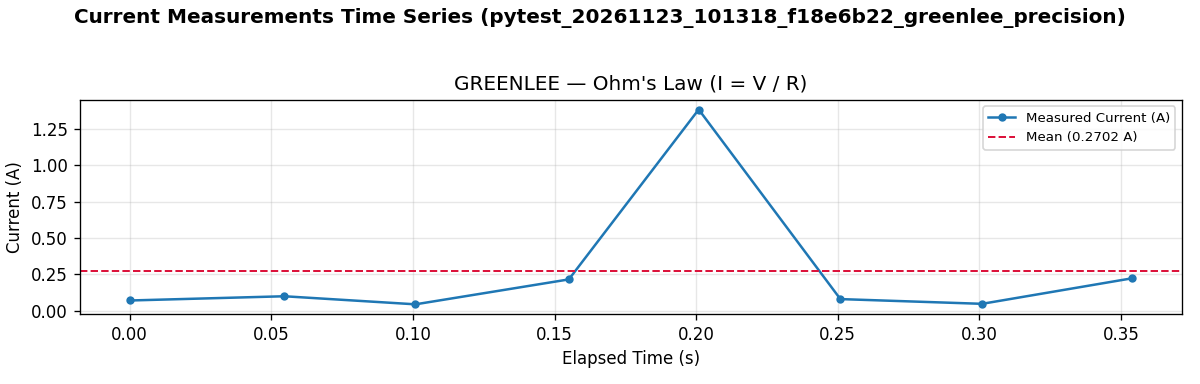 Current Measurements Time Series (pytest_20261123_101318_f18e6b22_greenlee_precision)
GREENLEE — Ohm's Law (I = V / R)
Measured Current (A)
Mean (0.2702 A)
Current (A)
1.25
1.00
0.75
0.50
0.25
0.00
0.00 0.05 0.10 0.15 0.20 0.25 0.30 0.35
Elapsed Time (s)